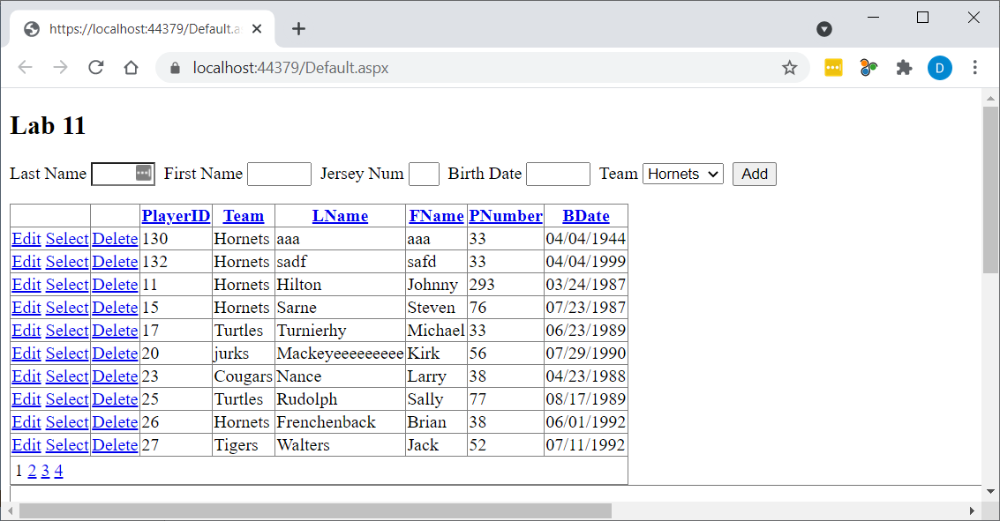 https://localhost:44379/Default.a
localhost:44379/Default.aspx
D
Lab 11
Last Name First Name Jersey Num Birth Date Team Hornets Add
PlayerID Team LName FName PNumber BDate
Edit Select Delete 130 Hornets aaa aaa 33 04/04/1944
Edit Select Delete 132 Hornets sadf safd 33 04/04/1999
Edit Select Delete 11 Hornets Hilton Johnny 293 03/24/1987
Edit Select Delete 15 Hornets Sarne Steven 76 07/23/1987
Edit Select Delete 17 Turtles Turnierhy Michael 33 06/23/1989
Edit Select Delete 20 jurks Mackeyeeeeeeeee Kirk 56 07/29/1990
Edit Select Delete 23 Cougars Nance Larry 38 04/23/1988
Edit Select Delete 25 Turtles Rudolph Sally 77 08/17/1989
Edit Select Delete 26 Hornets Frenchenback Brian 38 06/01/1992
Edit Select Delete 27 Tigers Walters Jack 52 07/11/1992
1 2 3 4